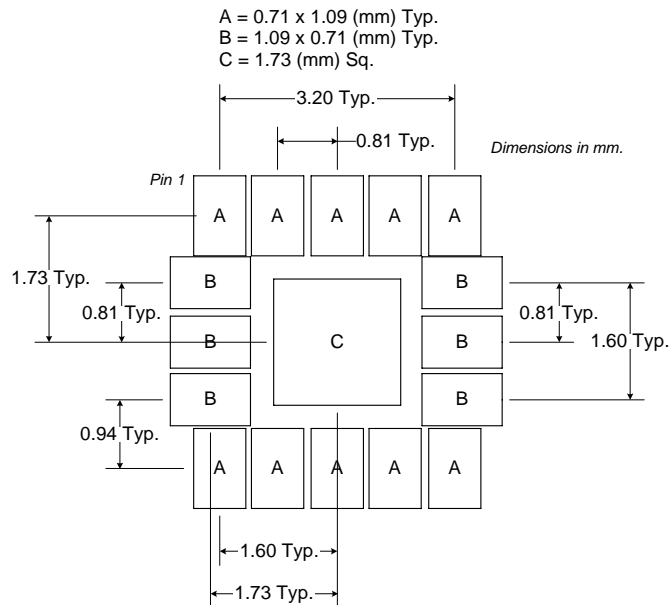 A = 0.71 x 1.09 (mm) Typ.
B = 1.09 x 0.71 (mm) Typ.
C = 1.73 (mm) Sq.
3.20 Typ.
0.81 Typ.
Dimensions in mm.
Pin 1
A A A A A
1.73 Typ.
B B
0.81 Typ. 0.81 Typ.
B C B
1.60 Typ.
B B
0.94 Typ.
A A A A A
1.60 Typ.
1.73 Typ.